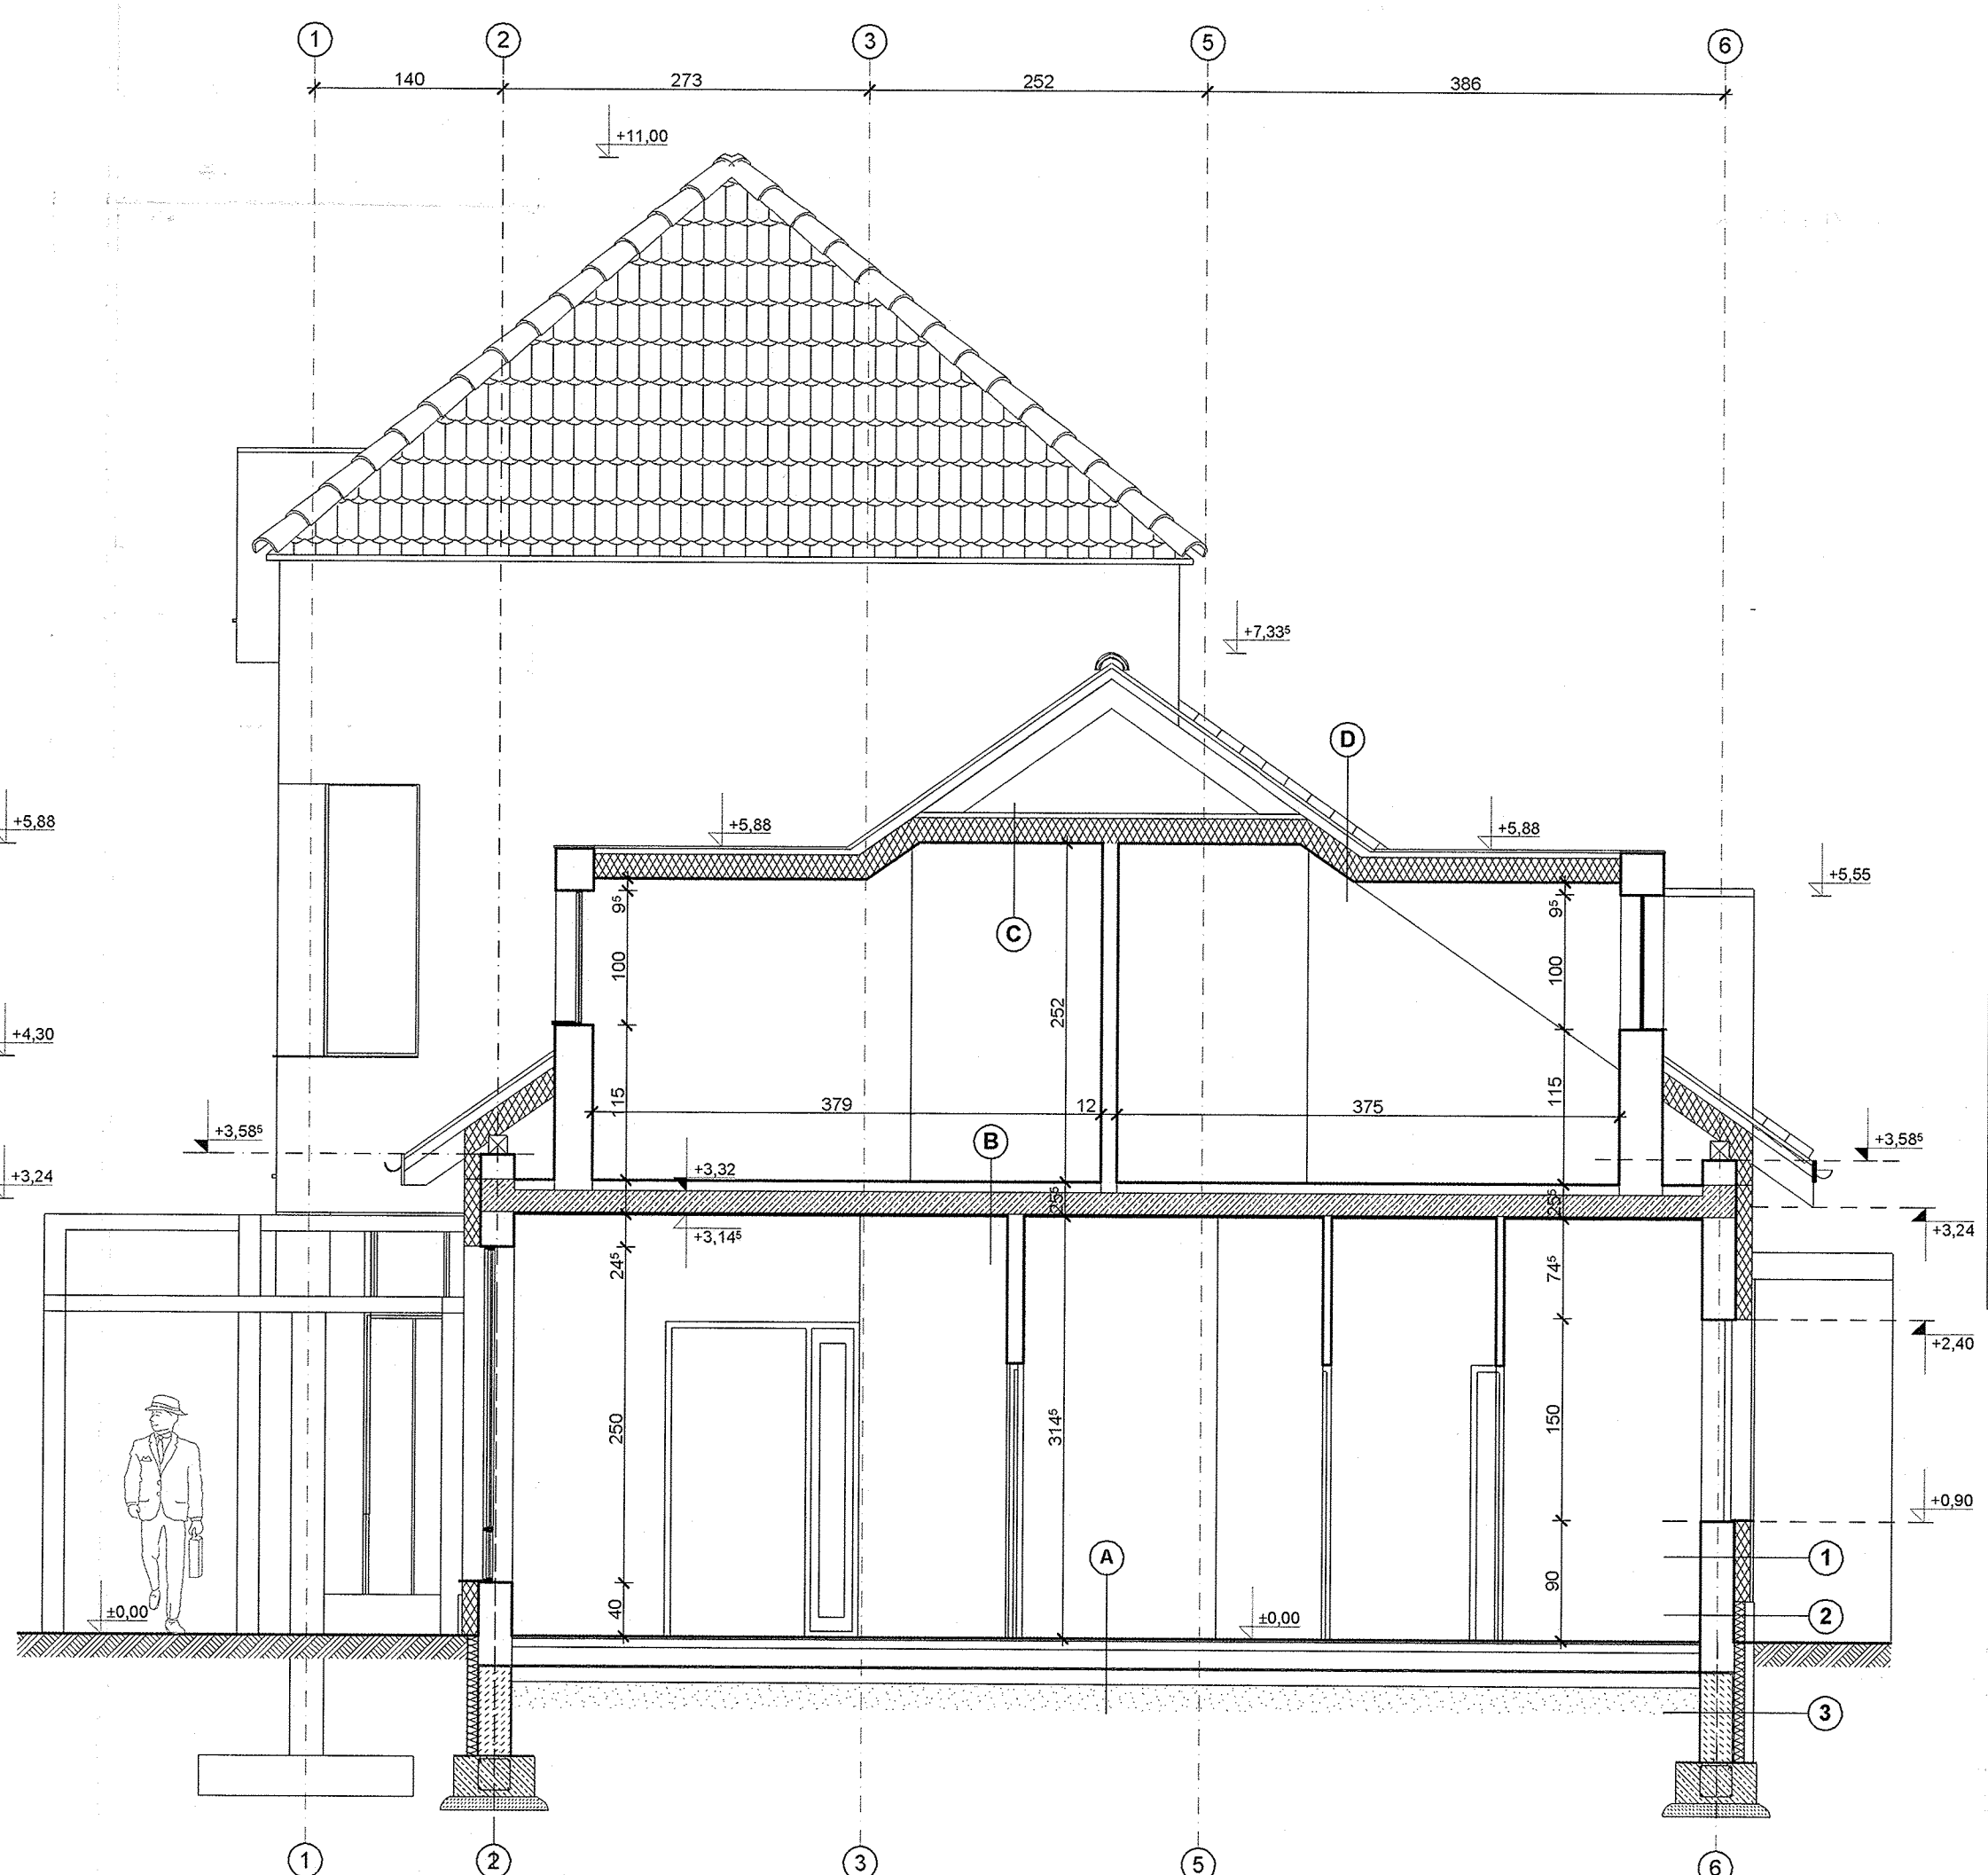 1 2 3 5 6
140 273 252 386
+11,00
+7,33⁵
D
+5,88 +5,88 +5,88
+5,55
9⁵ 9⁵
C
100 252 100
+4,30
115 379 12 375 115
+3,58⁵ B +3,58⁵
+3,24 +3,32
25⁵ 25⁵
+3,14⁵ +3,24
24⁵ 74⁵
+2,40
250 314⁵ 150
+0,90
A 1
40 90
±0,00 ±0,00 2
3
1 2 3 5 6